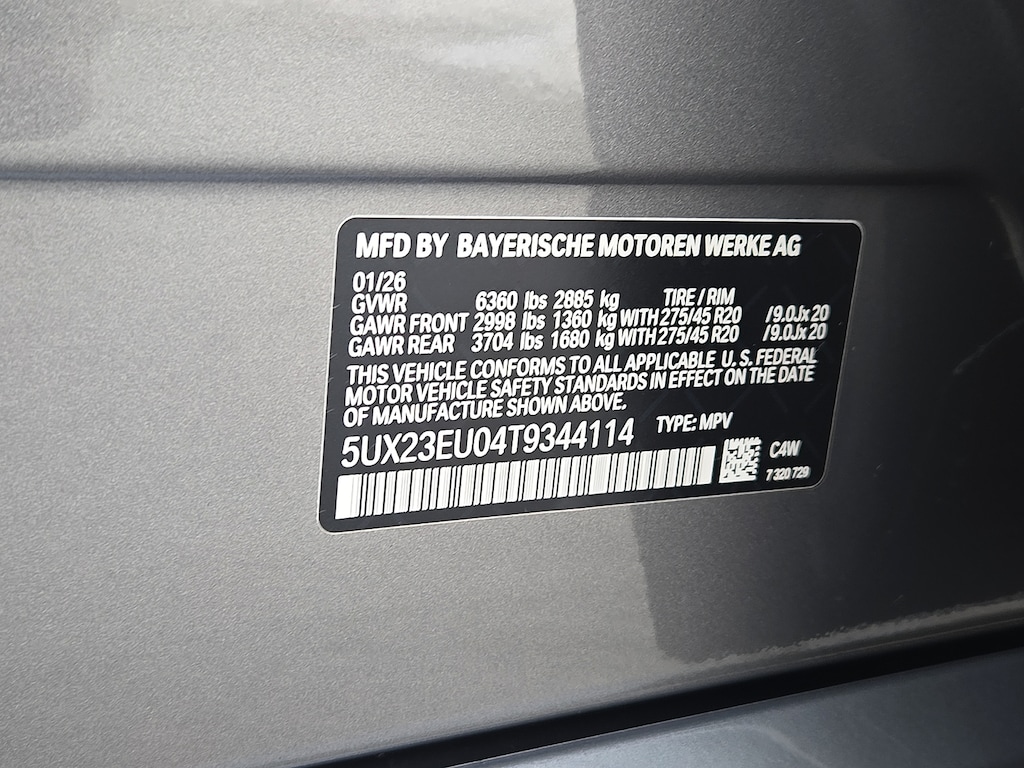 MFD BY BAYERISCHE MOTOREN WERKE AG
01/26
GVWR 6360 lbs 2885 kg TIRE / RIM
GAWR FRONT 2998 lbs 1360 kg WITH 275/45 R20 /9.0Jx20
GAWR REAR 3704 lbs 1680 kg WITH 275/45 R20 /9.0Jx20
THIS VEHICLE CONFORMS TO ALL APPLICABLE U.S. FEDERAL
MOTOR VEHICLE SAFETY STANDARDS IN EFFECT ON THE DATE
OF MANUFACTURE SHOWN ABOVE.
5UX23EU04T9344114 TYPE: MPV
C4W
7 320 729